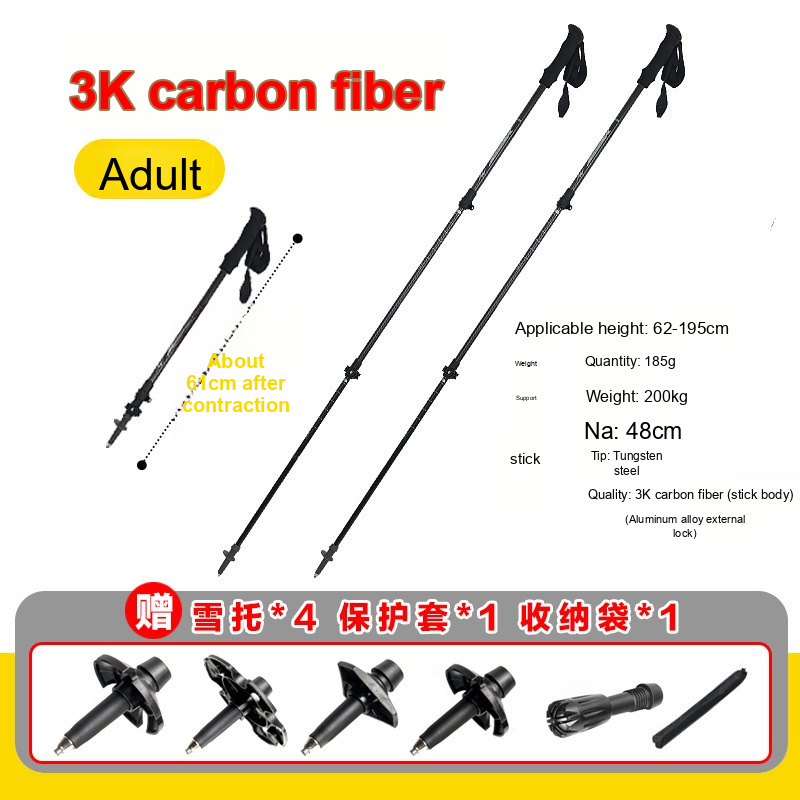 3K carbon fiber
Adult
About
61cm after
contraction
Applicable height: 62-195cm
Weight
Quantity: 185g
Support
Weight: 200kg
Na: 48cm
stick
Tip: Tungsten
steel
Quality: 3K carbon fiber (stick body)
(Aluminum alloy external
lock)
赠 雪托*4 保护套*1 收纳袋*1